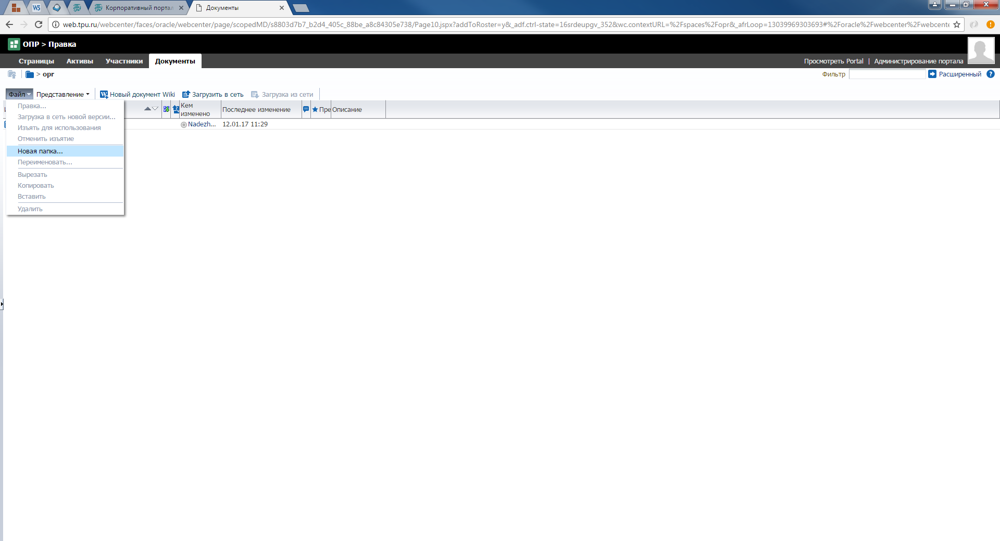 W3
Корпоративный портал
Документы
web.tpu.ru/webcenter/faces/oracle/webcenter/page/scopedMD/s8803d7b7_b2d4_405c_88be_a8c84305e738/Page10.jspx?addToRoster=y&_adf.ctrl-state=16srdeupgv_352&wc.contextURL=%2Fspaces%2Fopr&_afrLoop=13039969303693#%2Foracle%2Fwebcenter%2Fwebcente
ОПР > Правка
Страницы Активы Участники Документы
Просмотреть Portal | Администрирование портала
> opr
Фильтр Расширенный ?
Файл Представление Новый документ Wiki Загрузить в сеть Загрузка из сети
Кем изменено Последнее изменение Пре Описание
Nadezh... 12.01.17 11:29
Правка...
Загрузка в сеть новой версии...
Изъять для использования
Отменить изъятие
Новая папка...
Переименовать...
Вырезать
Копировать
Вставить
Удалить